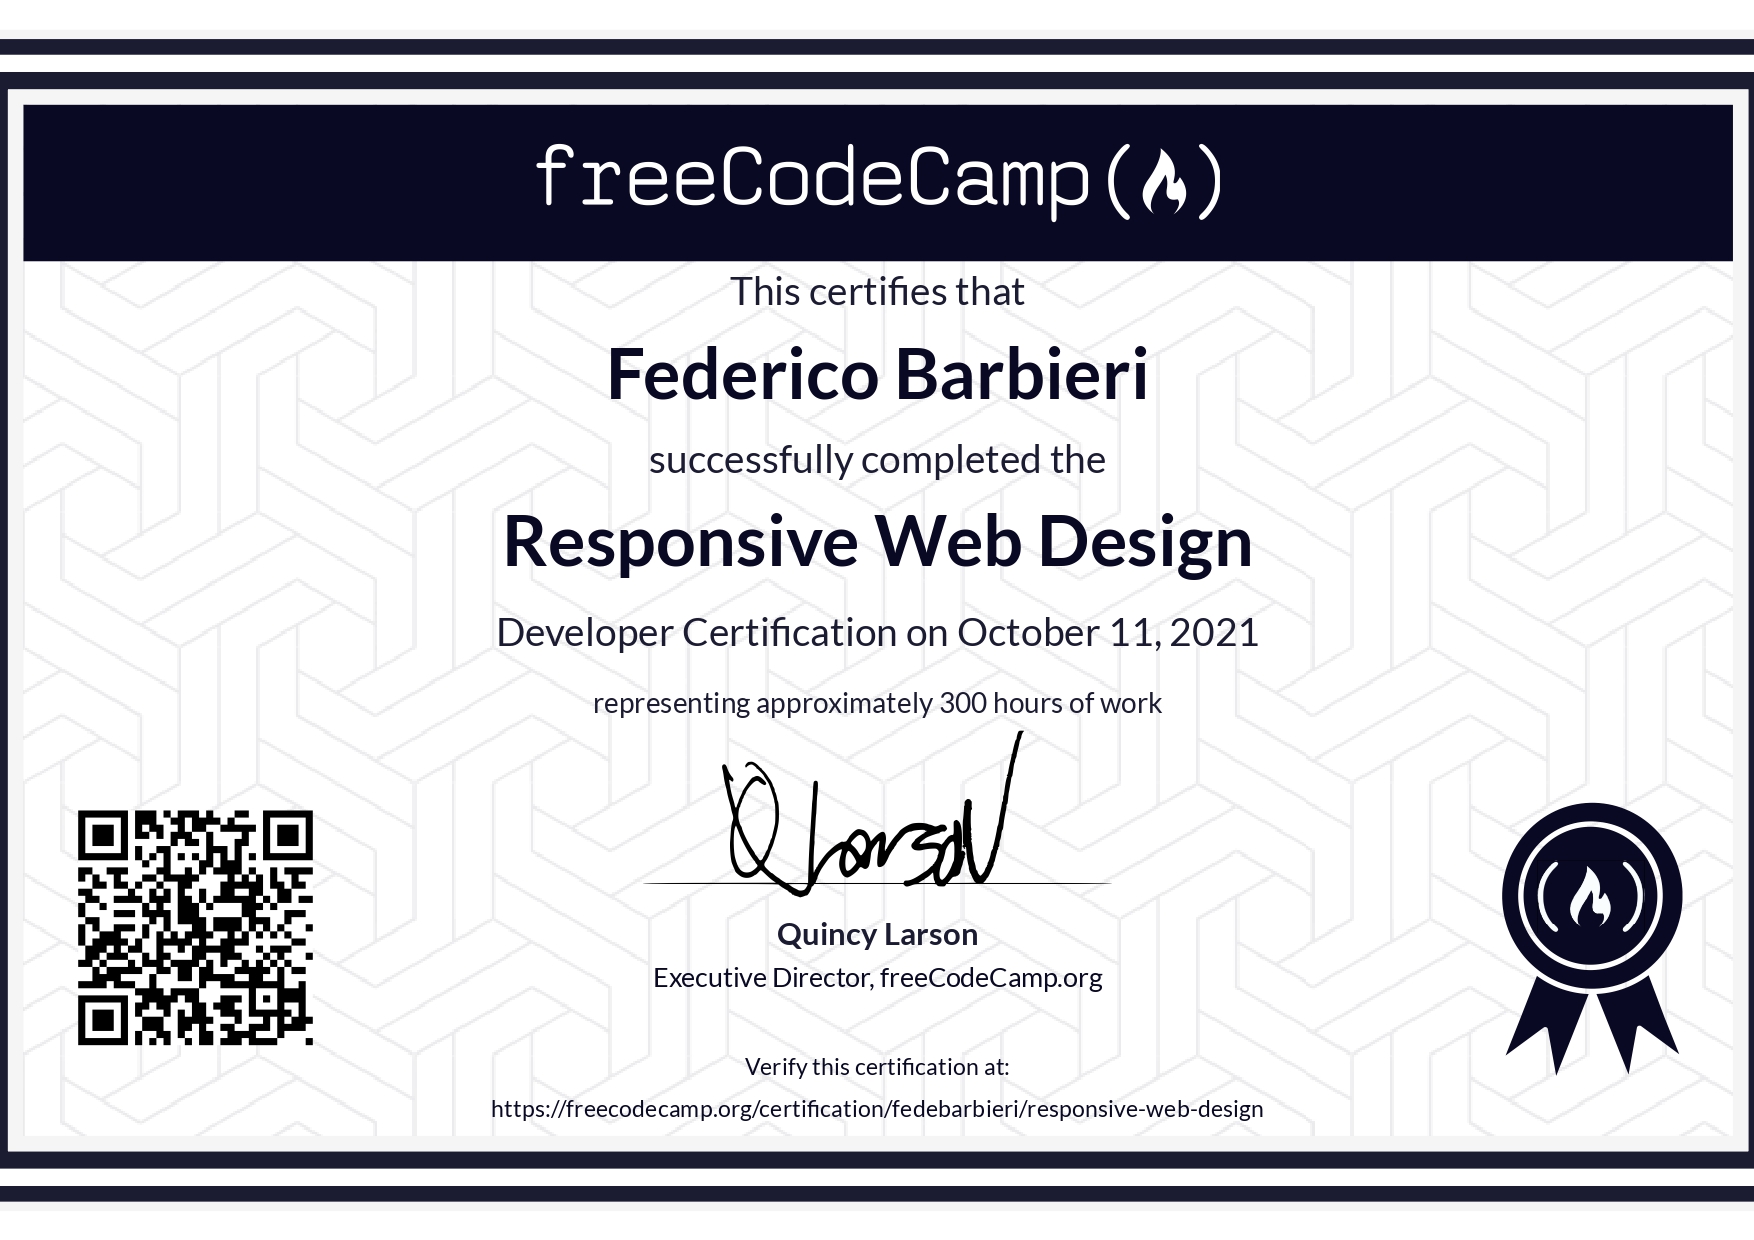 freeCodeCamp(🔥)
This certifies that
Federico Barbieri
successfully completed the
Responsive Web Design
Developer Certification on October 11, 2021
representing approximately 300 hours of work
Q Larson
Quincy Larson
Executive Director, freeCodeCamp.org
Verify this certification at:
https://freecodecamp.org/certification/fedebarbieri/responsive-web-design